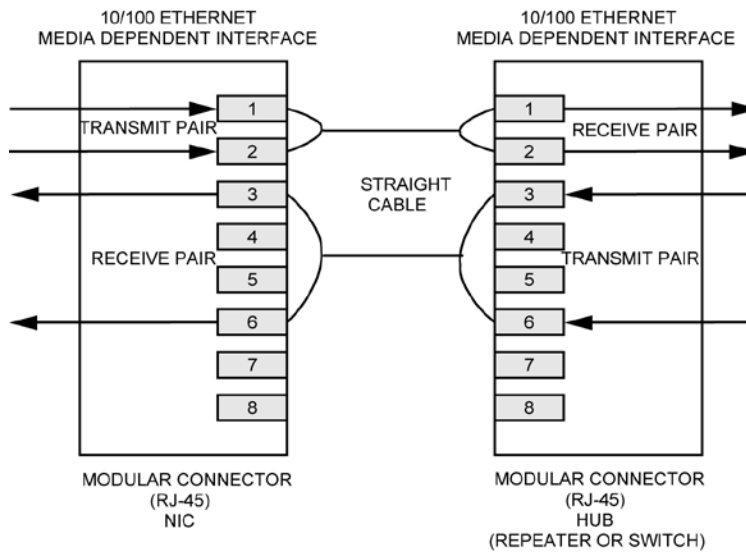 10/100 ETHERNET
MEDIA DEPENDENT INTERFACE
1
TRANSMIT PAIR
2
3
4
RECEIVE PAIR
5
6
7
8
MODULAR CONNECTOR
(RJ-45)
NIC
STRAIGHT
CABLE
10/100 ETHERNET
MEDIA DEPENDENT INTERFACE
1
RECEIVE PAIR
2
3
4
TRANSMIT PAIR
5
6
7
8
MODULAR CONNECTOR
(RJ-45)
HUB
(REPEATER OR SWITCH)